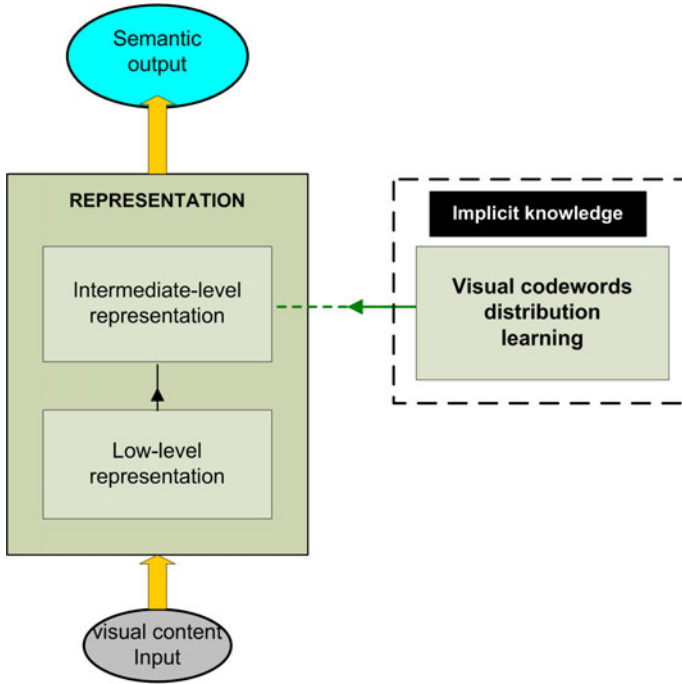 Semantic
output
REPRESENTATION
Intermediate-level
representation
Low-level
representation
Implicit knowledge
Visual codewords
distribution
learning
visual content
Input